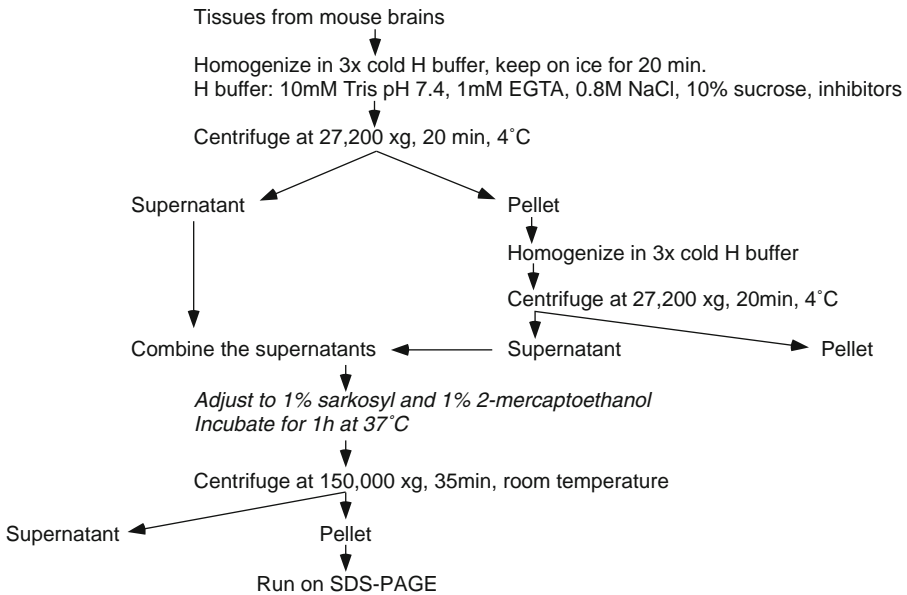 Tissues from mouse brains
Homogenize in 3x cold H buffer, keep on ice for 20 min.
H buffer: 10mM Tris pH 7.4, 1mM EGTA, 0.8M NaCl, 10% sucrose, inhibitors
Centrifuge at 27,200 xg, 20 min, 4˚C
Supernatant
Pellet
Homogenize in 3x cold H buffer
Centrifuge at 27,200 xg, 20min, 4˚C
Combine the supernatants
Supernatant
Pellet
Adjust to 1% sarkosyl and 1% 2-mercaptoethanol
Incubate for 1h at 37˚C
Centrifuge at 150,000 xg, 35min, room temperature
Supernatant
Pellet
Run on SDS-PAGE